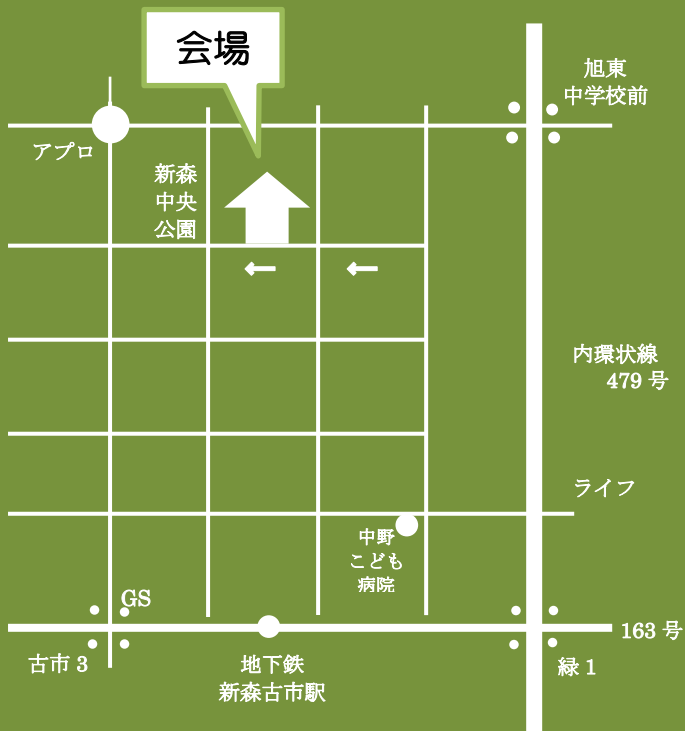 会場
旭東
中学校前
アプロ
新森
中央
公園
内環状線
479 号
ライフ
中野
こども
病院
GS
163 号
古市 3
地下鉄
新森古市駅
緑 1